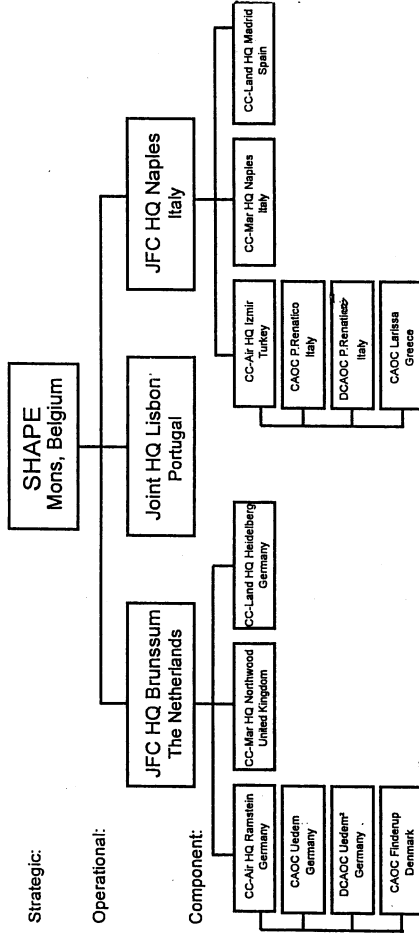 Strategic:
SHAPE
Mons, Belgium
Operational:
JFC HQ Brunssum
The Netherlands
Joint HQ Lisbon
Portugal
JFC HQ Naples
Italy
Component:
CC-Air HQ Ramstein
Germany
CC-Mar HQ Northwood
United Kingdom
CC-Land HQ Heidelberg
Germany
CC-Air HQ Izmir
Turkey
CC-Mar HQ Naples
Italy
CC-Land HQ Madrid
Spain
CAOC Uedem
Germany
DCAOC Uedem²
Germany
CAOC Finderup
Denmark
CAOC P.Renatico
Italy
DCAOC P.Renatico
Italy
CAOC Larissa
Greece